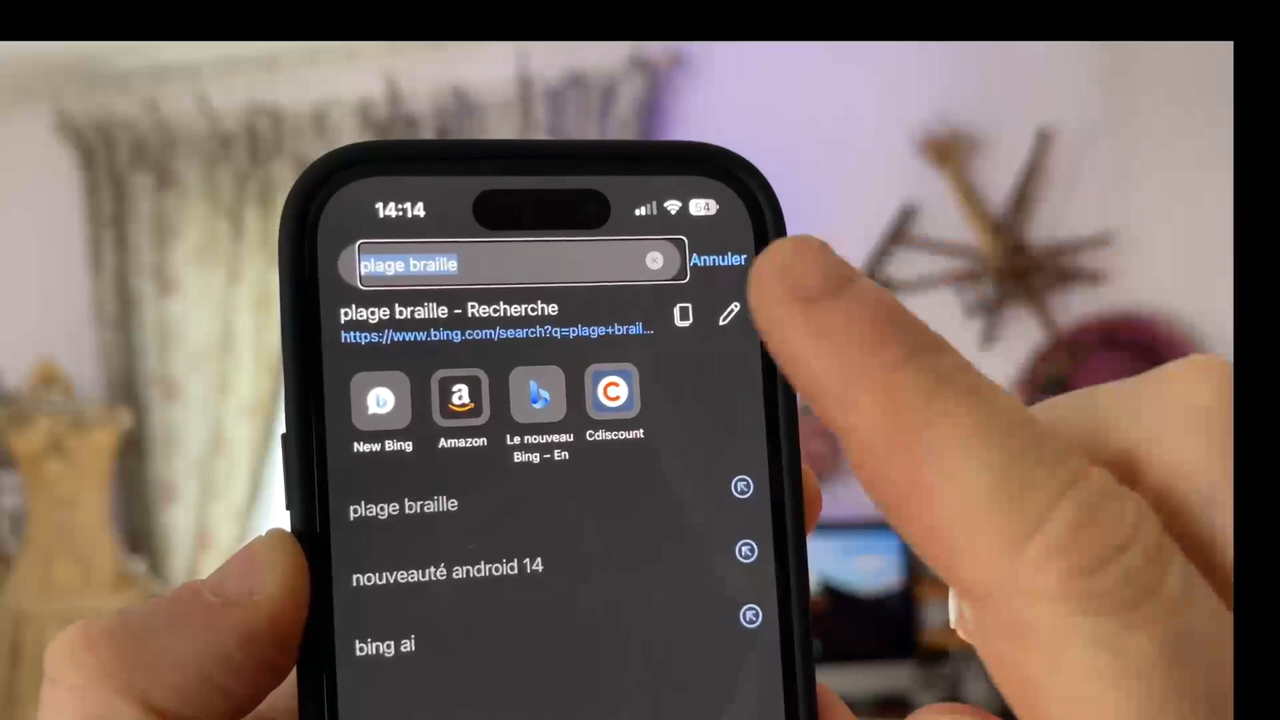 14:14
54
plage braille
Annuler
plage braille - Recherche
https://www.bing.com/search?q=plage+brail...
New Bing
Amazon
Le nouveau
Bing – En
Cdiscount
plage braille
nouveauté android 14
bing ai